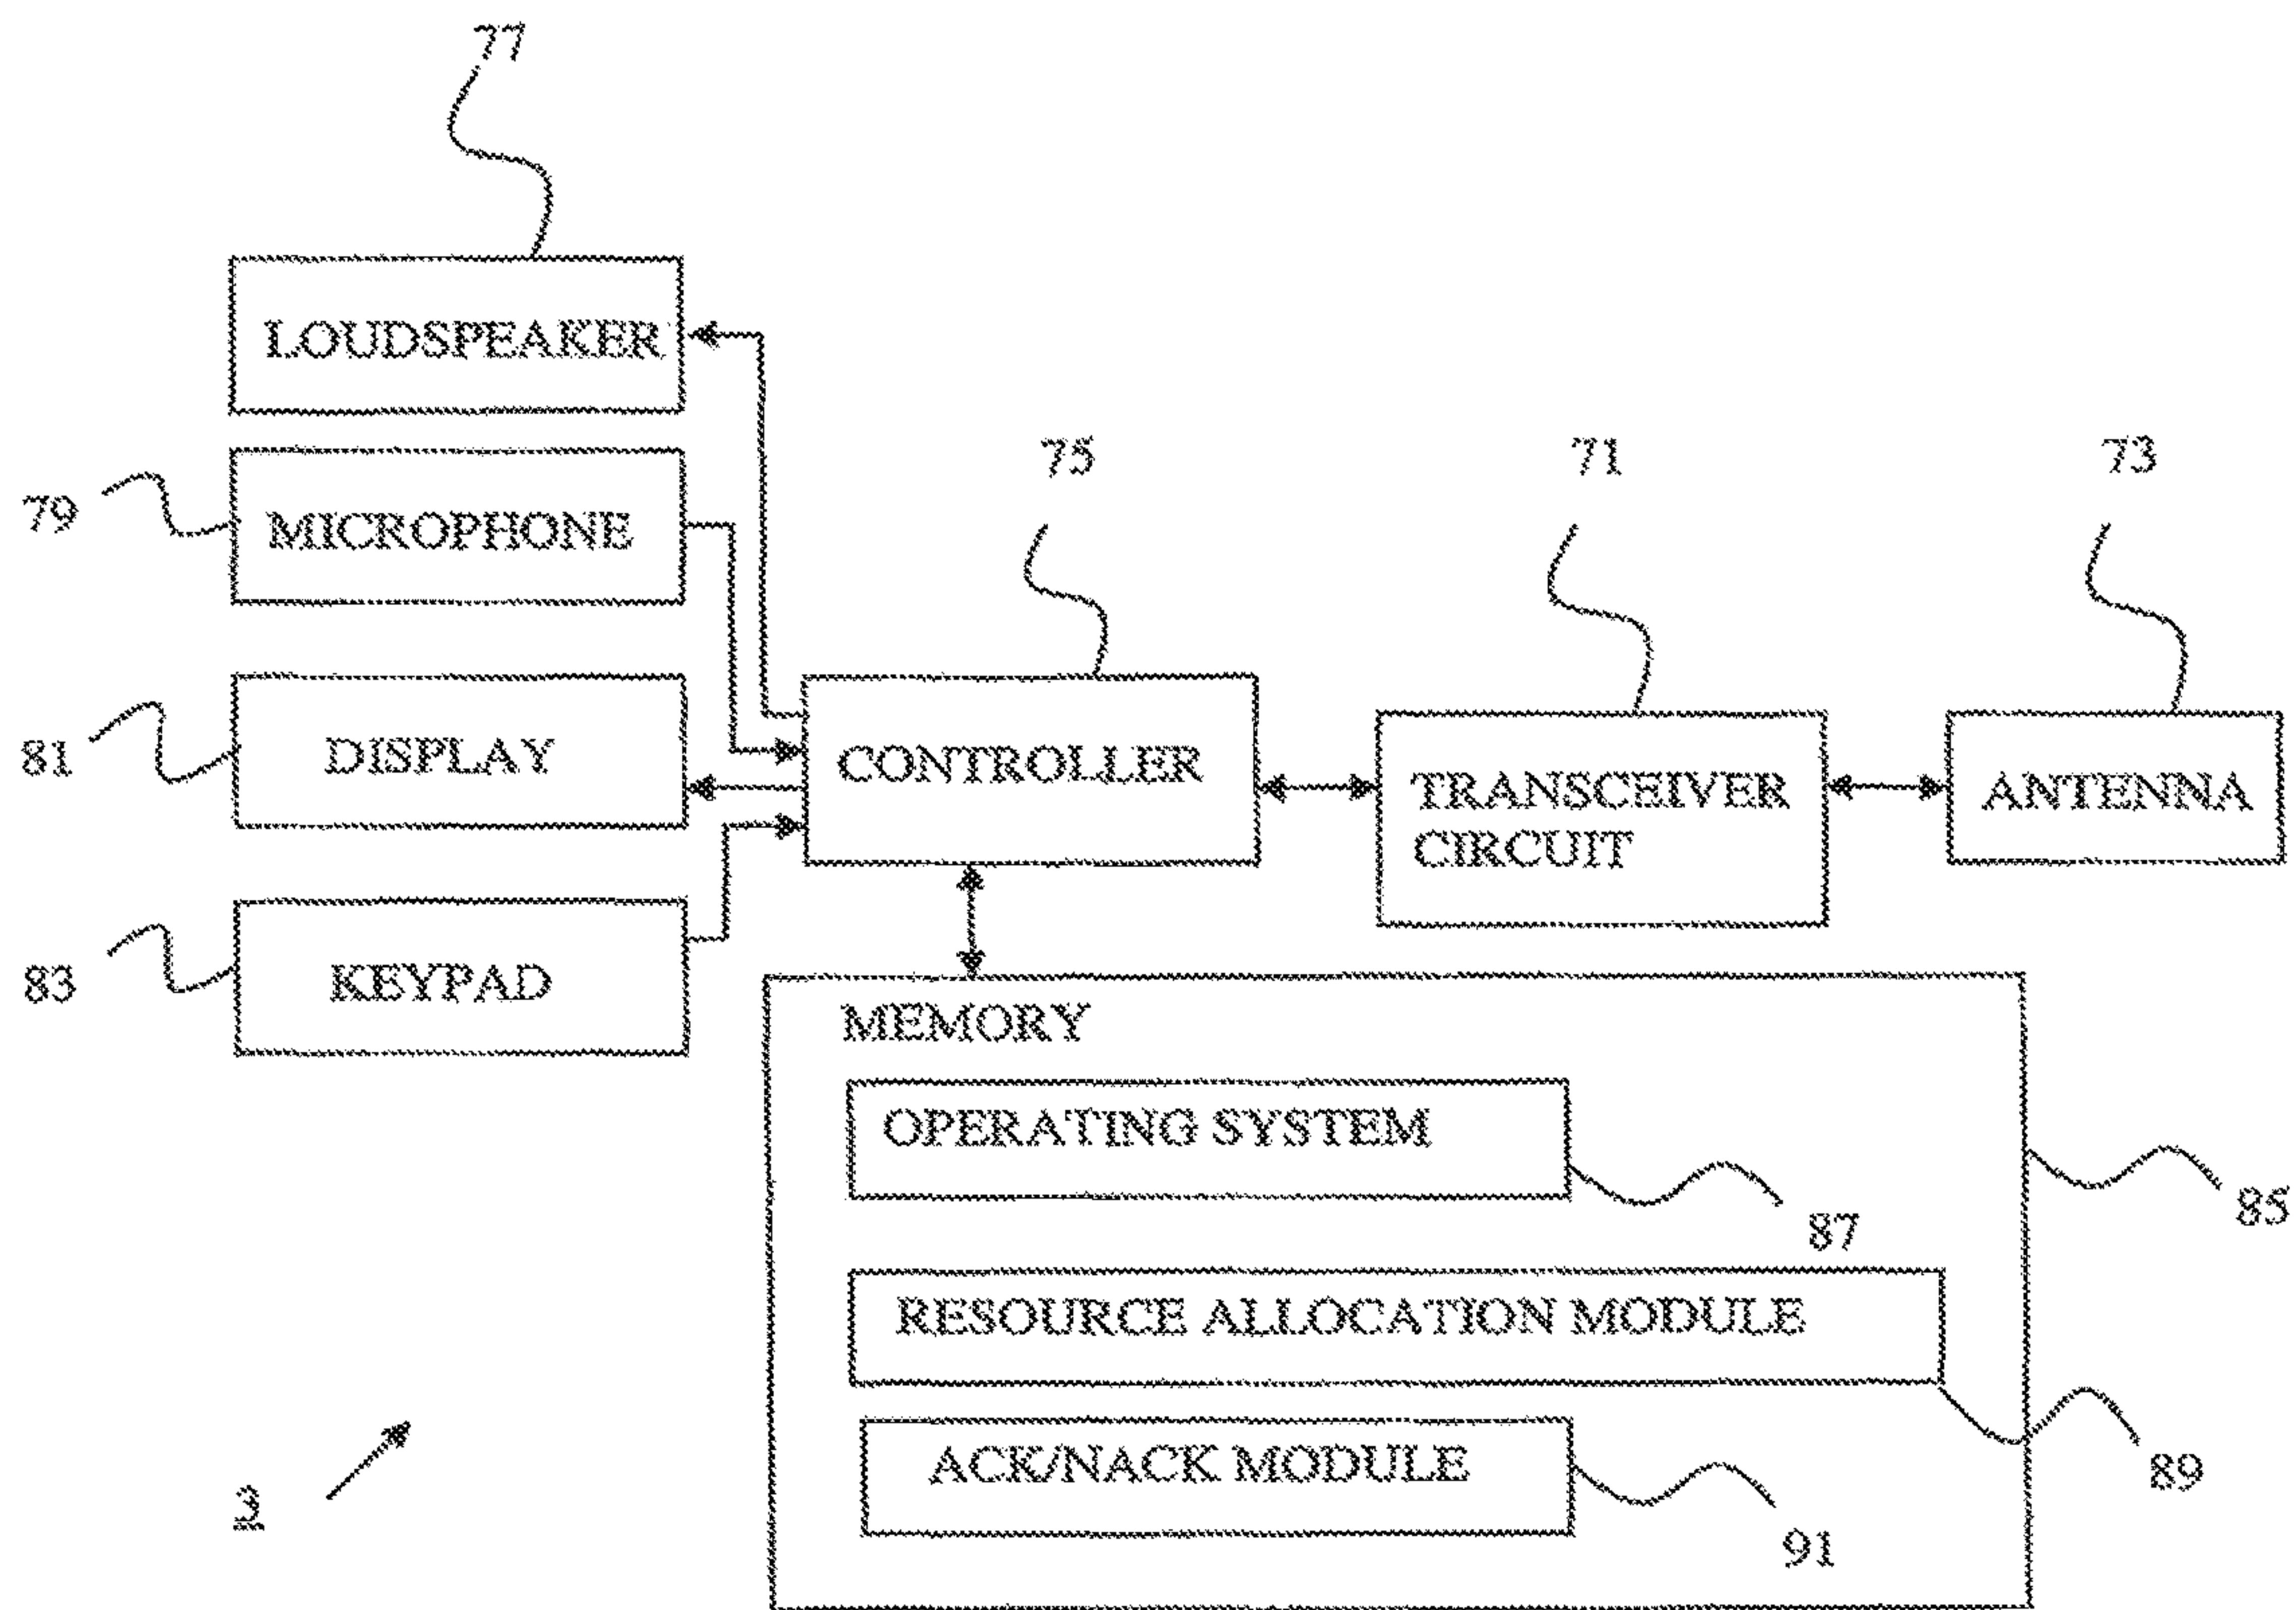 77
LOUDSPEAKER
75
71
73
79
MICROPHONE
81
DISPLAY
CONTROLLER
TRANSCEIVER
CIRCUIT
ANTENNA
83
KEYPAD
MEMORY
OPERATING SYSTEM
85
87
RESOURCE ALLOCATION MODULE
ACK/NACK MODULE
89
3
91